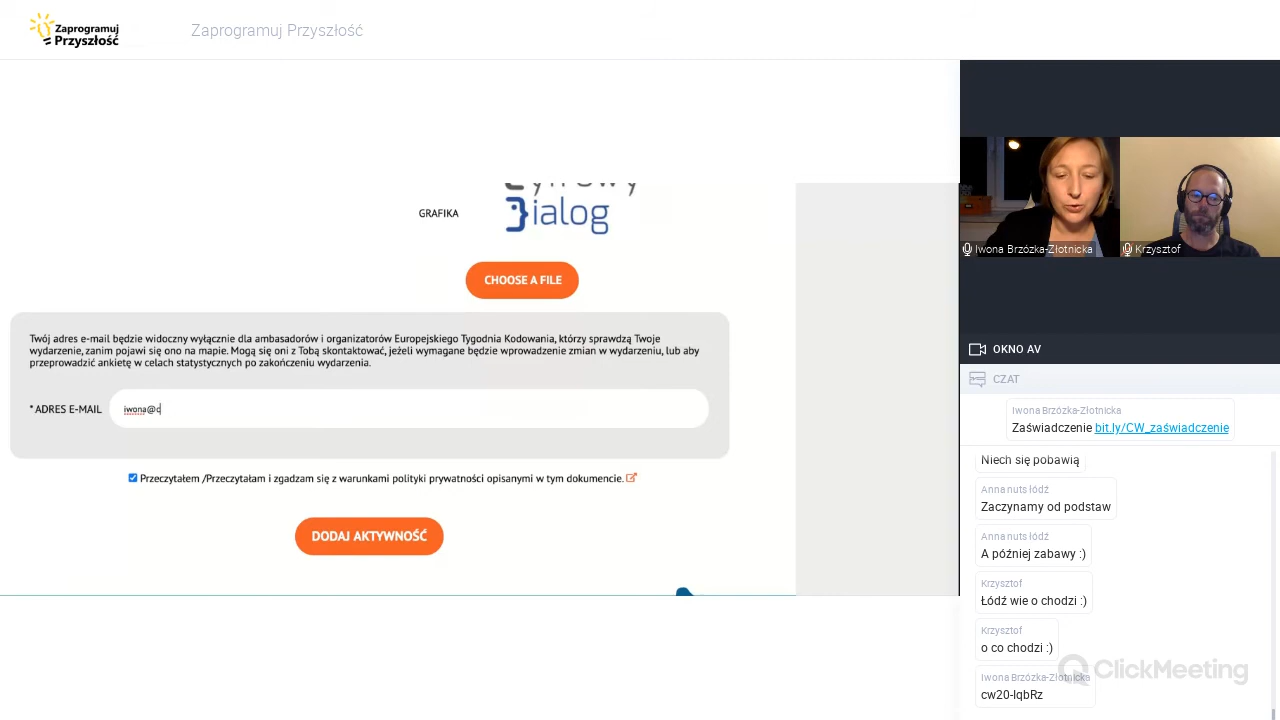 Zaprogramuj
Przyszłość
Zaprogramuj Przyszłość
Cyfrowy
Dialog
GRAFIKA
CHOOSE A FILE
Twój adres e-mail będzie widoczny wyłącznie dla ambasadorów i organizatorów Europejskiego Tygodnia Kodowania, którzy sprawdzą Twoje
wydarzenie, zanim pojawi się ono na mapie. Mogą się oni z Tobą skontaktować, jeżeli wymagane będzie wprowadzenie zmian w wydarzeniu, lub aby
przeprowadzić ankietę w celach statystycznych po zakończeniu wydarzenia.
* ADRES E-MAIL iwona@c
Przeczytałem /Przeczytałam i zgadzam się z warunkami polityki prywatności opisanymi w tym dokumencie.
DODAJ AKTYWNOŚĆ
Iwona Brzózka-Złotnicka
Krzysztof
OKNO AV
CZAT
Iwona Brzózka-Złotnicka
Zaświadczenie bit.ly/CW_zaświadczenie
Niech się pobawią
Anna nuts łódź
Zaczynamy od podstaw
Anna nuts łódź
A później zabawy :)
Krzysztof
Łódź wie o chodzi :)
Krzysztof
o co chodzi :)
Iwona Brzózka-Złotnicka
cw20-IqbRz
ClickMeeting